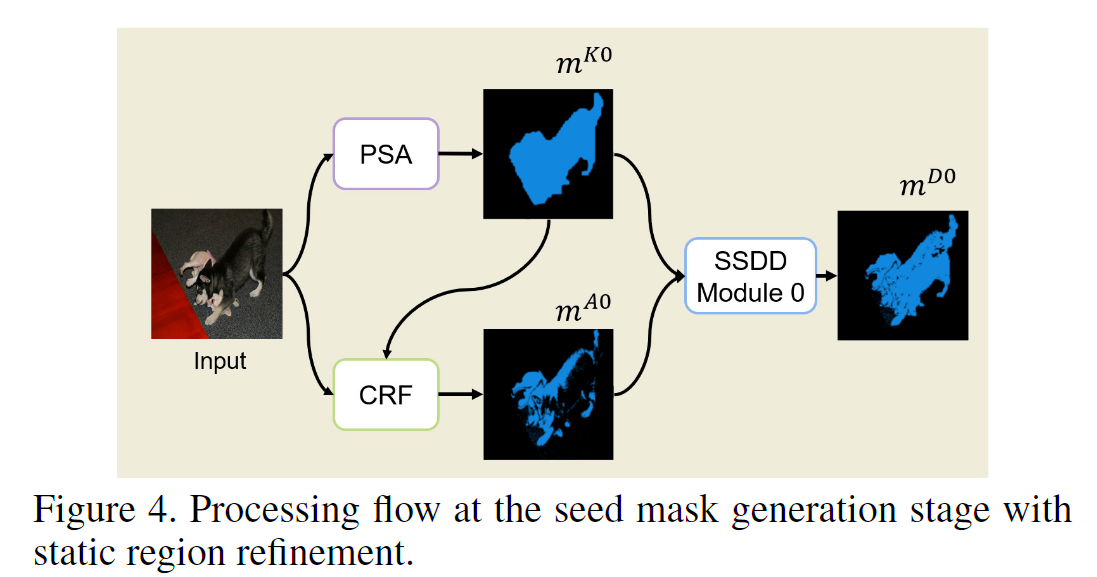 m^{K0}
PSA
m^{D0}
SSDD
Module 0
m^{A0}
Input
CRF
Figure 4. Processing flow at the seed mask generation stage with
static region refinement.